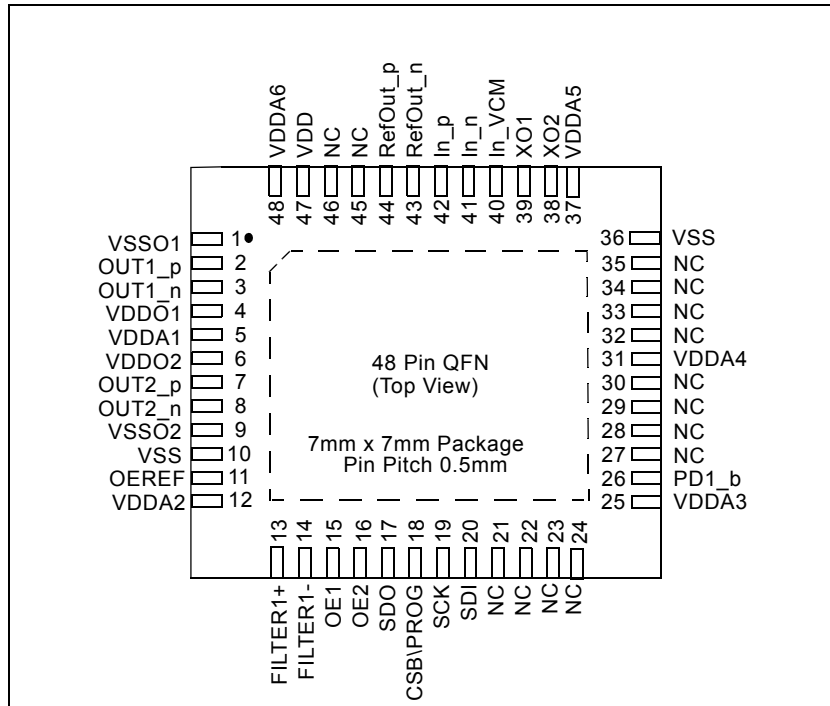 VDDA6
VDD
NC
NC
RefOut_p
RefOut_n
In_p
In_n
In_VCM
XO1
XO2
VDDA5
48
47
46
45
44
43
42
41
40
39
38
37
VSSO1 1
OUT1_p 2
OUT1_n 3
VDDO1 4
VDDA1 5
VDDO2 6
OUT2_p 7
OUT2_n 8
VSSO2 9
VSS 10
OEREF 11
VDDA2 12
36 VSS
35 NC
34 NC
33 NC
32 NC
31 VDDA4
30 NC
29 NC
28 NC
27 NC
26 PD1_b
25 VDDA3
48 Pin QFN
(Top View)
7mm x 7mm Package
Pin Pitch 0.5mm
13
14
15
16
17
18
19
20
21
22
23
24
FILTER1+
FILTER1-
OE1
OE2
SDO
CSB\PROG
SCK
SDI
NC
NC
NC
NC